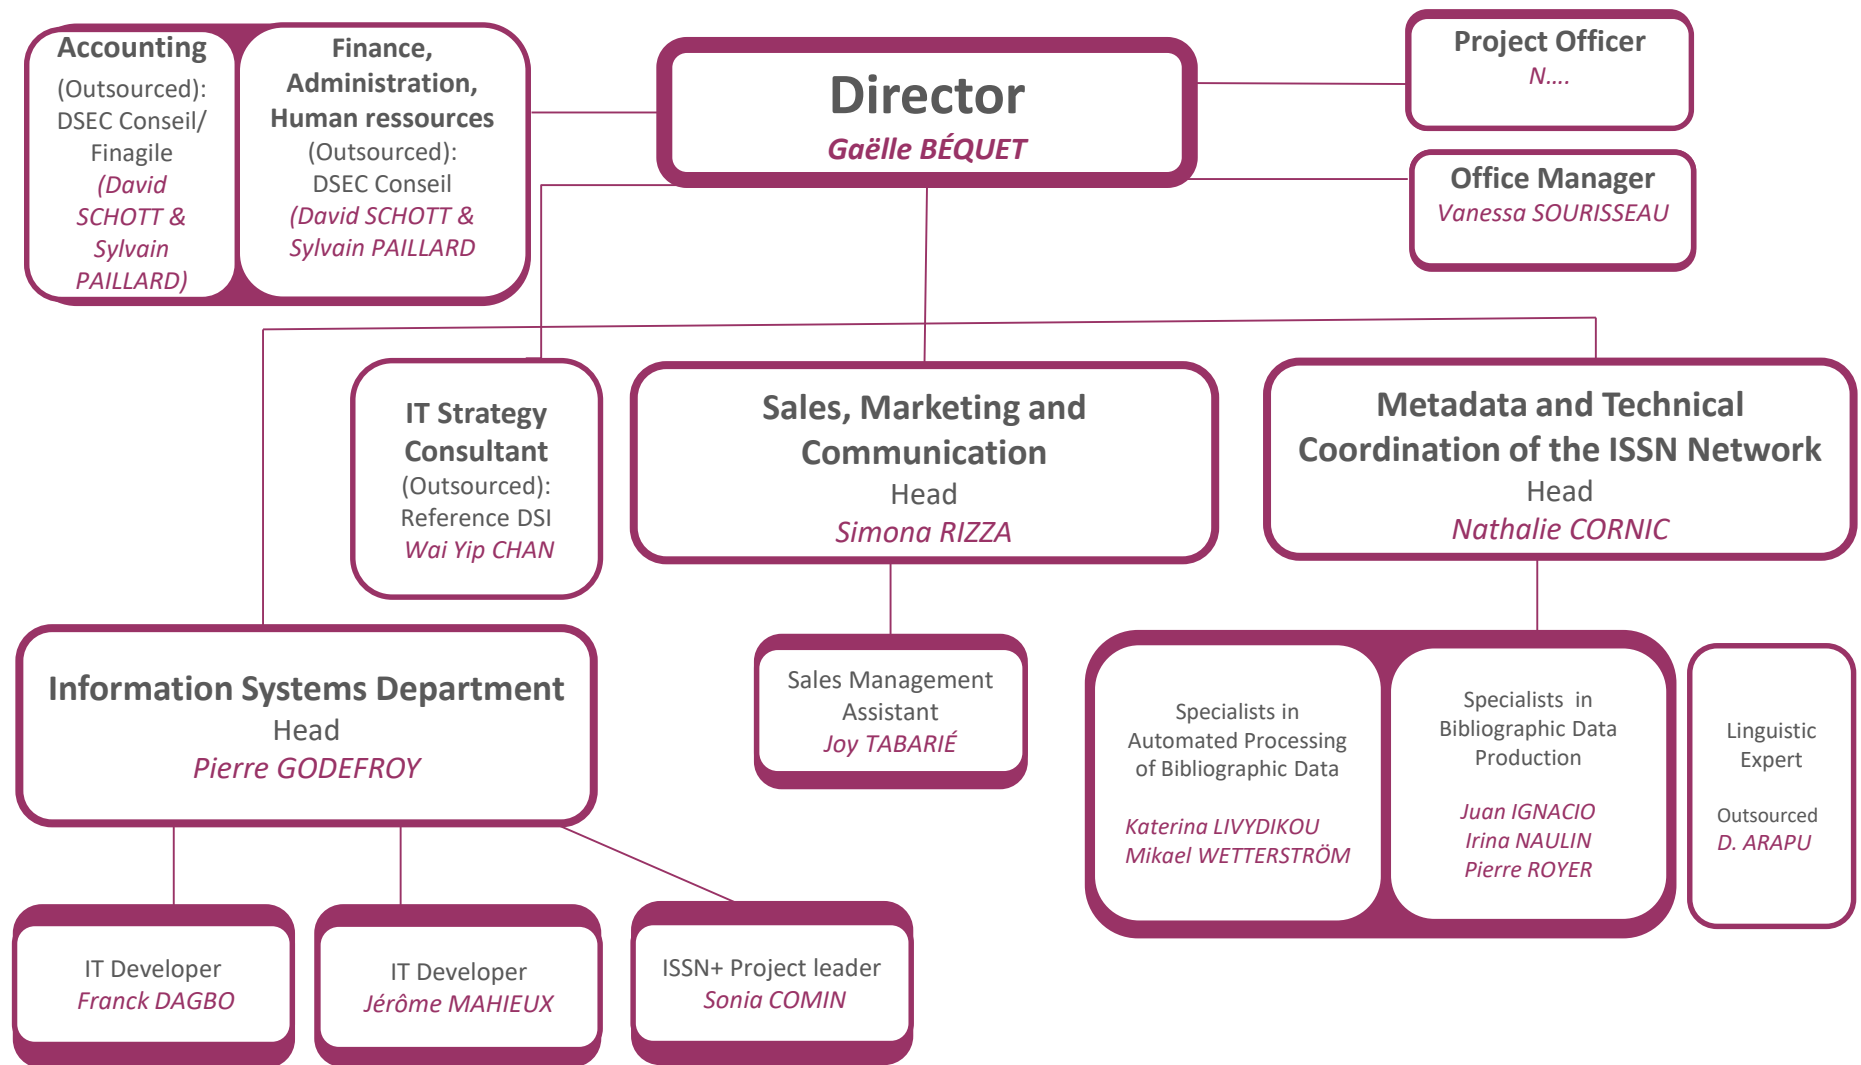 Accounting
(Outsourced):
DSEC Conseil/
Finagile
(David
SCHOTT &
Sylvain
PAILLARD)
Finance,
Administration,
Human ressources
(Outsourced):
DSEC Conseil
(David SCHOTT &
Sylvain PAILLARD
Director
Gaëlle BÉQUET
Project Officer
N....
Office Manager
Vanessa SOURISSEAU
IT Strategy
Consultant
(Outsourced):
Reference DSI
Wai Yip CHAN
Sales, Marketing and
Communication
Head
Simona RIZZA
Metadata and Technical
Coordination of the ISSN Network
Head
Nathalie CORNIC
Information Systems Department
Head
Pierre GODEFROY
Sales Management
Assistant
Joy TABARIÉ
Specialists in
Automated Processing
of Bibliographic Data
Katerina LIVYDIKOU
Mikael WETTERSTRÖM
Specialists in
Bibliographic Data
Production
Juan IGNACIO
Irina NAULIN
Pierre ROYER
Linguistic
Expert
Outsourced
D. ARAPU
IT Developer
Franck DAGBO
IT Developer
Jérôme MAHIEUX
ISSN+ Project leader
Sonia COMIN